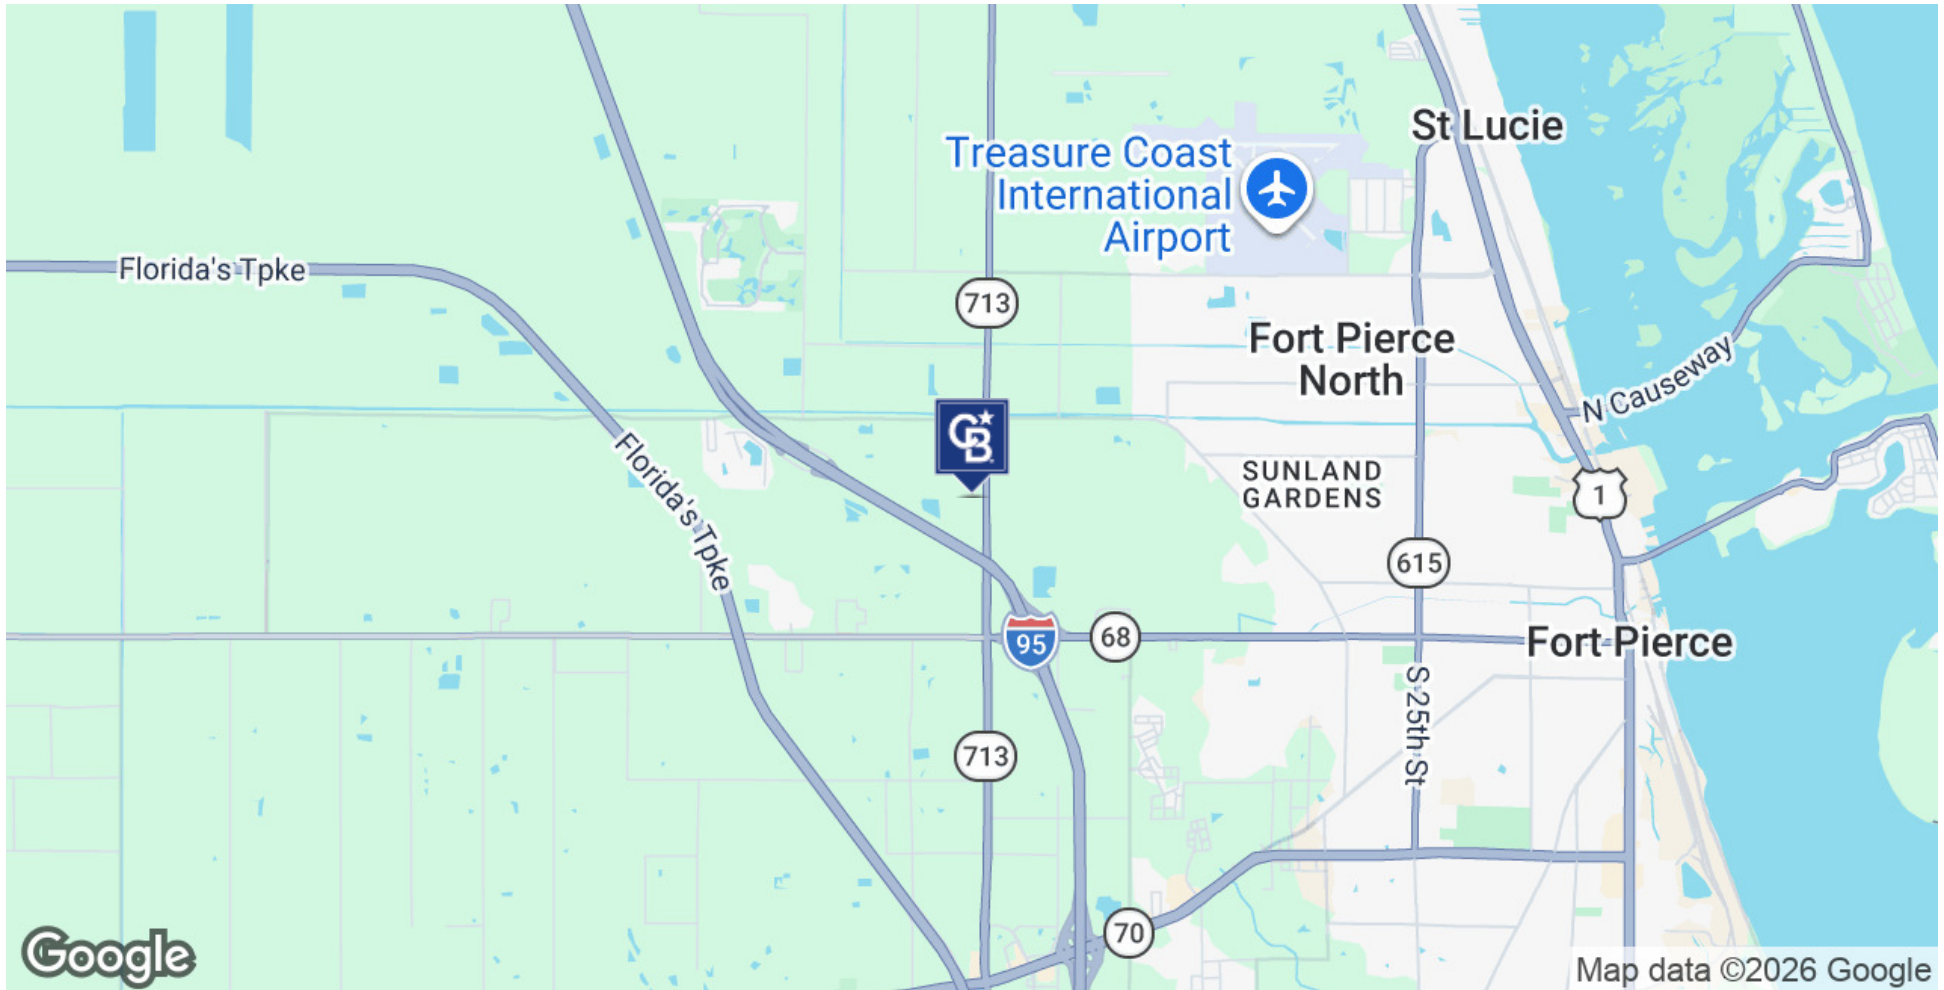 St Lucie
Treasure Coast
International
Airport
Florida's Tpke
713
Fort Pierce
North
N Causeway
CB
Florida's Tpke
SUNLAND
GARDENS
1
615
95
68
Fort Pierce
S 25th St
713
70
Google
Map data ©2026 Google